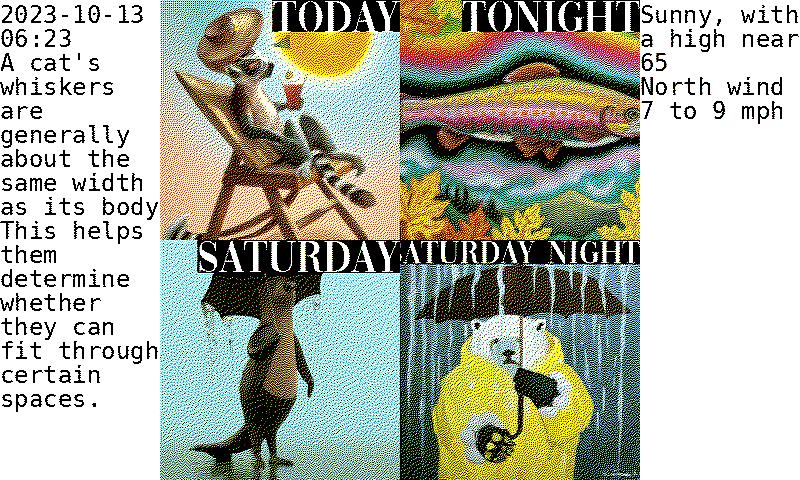 2023-10-13
06:23
A cat's
whiskers
are
generally
about the
same width
as its body
This helps
them
determine
whether
they can
fit through
certain
spaces.
TODAY
TONIGHT
SATURDAY
ATURDAY NIGHT
Sunny, with
a high near
65
North wind
7 to 9 mph